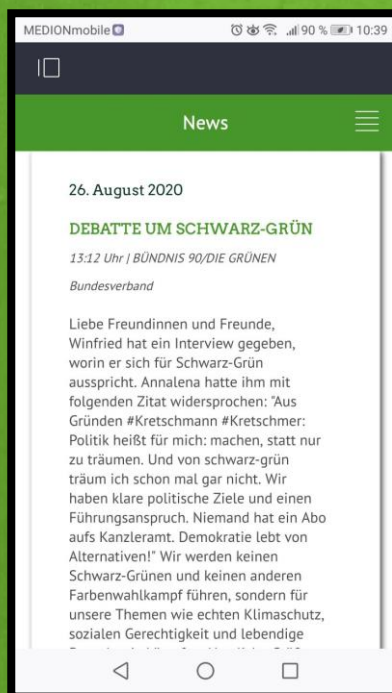 MEDIONmobile 90 % 10:39
News
26. August 2020
DEBATTE UM SCHWARZ-GRÜN
13:12 Uhr | BÜNDNIS 90/DIE GRÜNEN
Bundesverband
Liebe Freundinnen und Freunde,
Winfried hat ein Interview gegeben,
worin er sich für Schwarz-Grün
ausspricht. Annalena hatte ihm mit
folgenden Zitat widersprochen: "Aus
Gründen #Kretschmann #Kretschmer:
Politik heißt für mich: machen, statt nur
zu träumen. Und von schwarz-grün
träum ich schon mal gar nicht. Wir
haben klare politische Ziele und einen
Führungsanspruch. Niemand hat ein Abo
aufs Kanzleramt. Demokratie lebt von
Alternativen!" Wir werden keinen
Schwarz-Grünen und keinen anderen
Farbenwahlkampf führen, sondern für
unsere Themen wie echten Klimaschutz,
sozialen Gerechtigkeit und lebendige